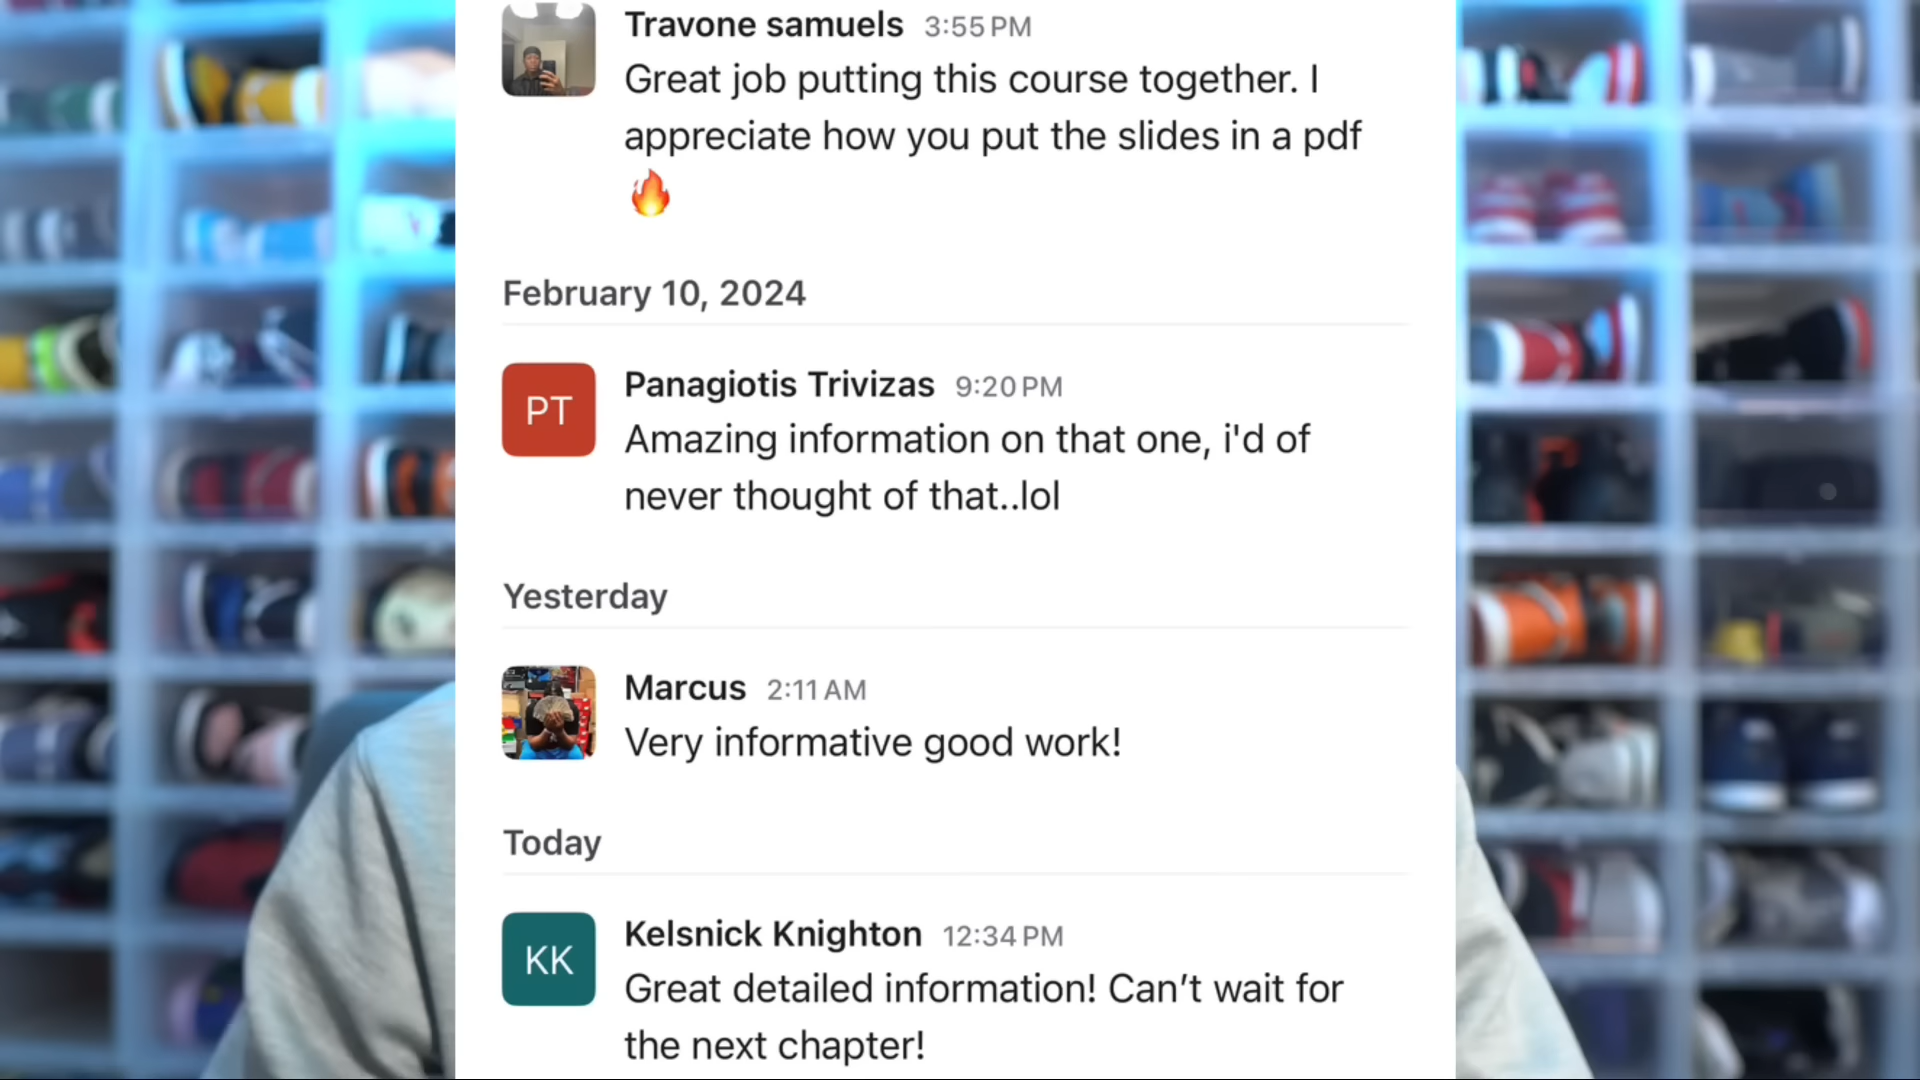 Travone samuels 3:55 PM
Great job putting this course together. I
appreciate how you put the slides in a pdf
🔥
February 10, 2024
PT
Panagiotis Trivizas 9:20 PM
Amazing information on that one, i'd of
never thought of that..lol
Yesterday
Marcus 2:11 AM
Very informative good work!
Today
KK
Kelsnick Knighton 12:34 PM
Great detailed information! Can’t wait for
the next chapter!